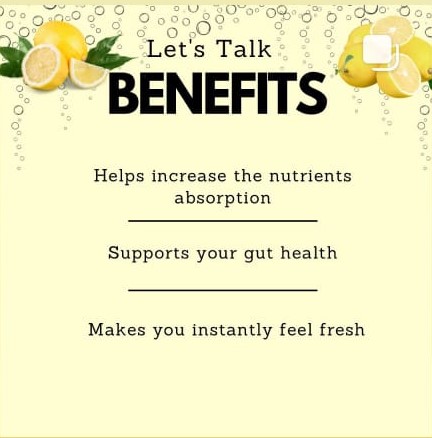 Let's Talk
BENEFITS
Helps increase the nutrients
absorption
Supports your gut health
Makes you instantly feel fresh